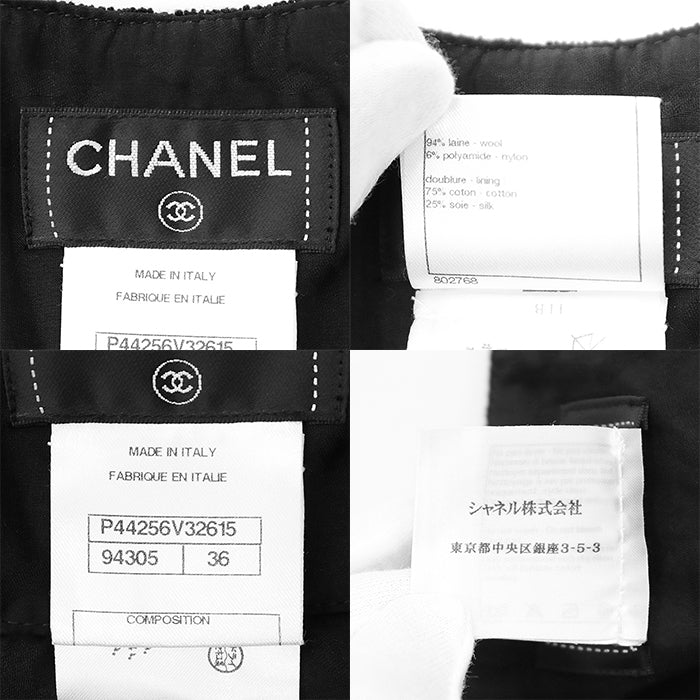 CHANEL
MADE IN ITALY
FABRIQUE EN ITALIE
P44256V32615
94% laine - wool
6% polyamide - nylon
doublure - lining
75% coton - cotton
25% soie - silk
802768
MADE IN ITALY
FABRIQUE EN ITALIE
P44256V32615
94305 36
COMPOSITION
シャネル株式会社
東京都中央区銀座3-5-3